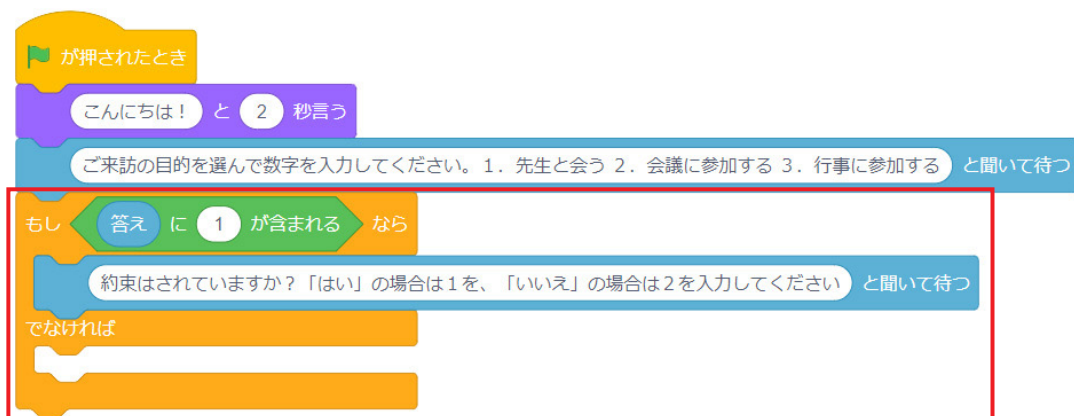 が押されたとき
こんにちは! と 2 秒言う
ご来訪の目的を選んで数字を入力してください。1．先生と会う 2．会議に参加する 3．行事に参加する と聞いて待つ
もし 答え に 1 が含まれる なら
約束はされていますか?「はい」の場合は1を、「いいえ」の場合は2を入力してください と聞いて待つ
でなければ